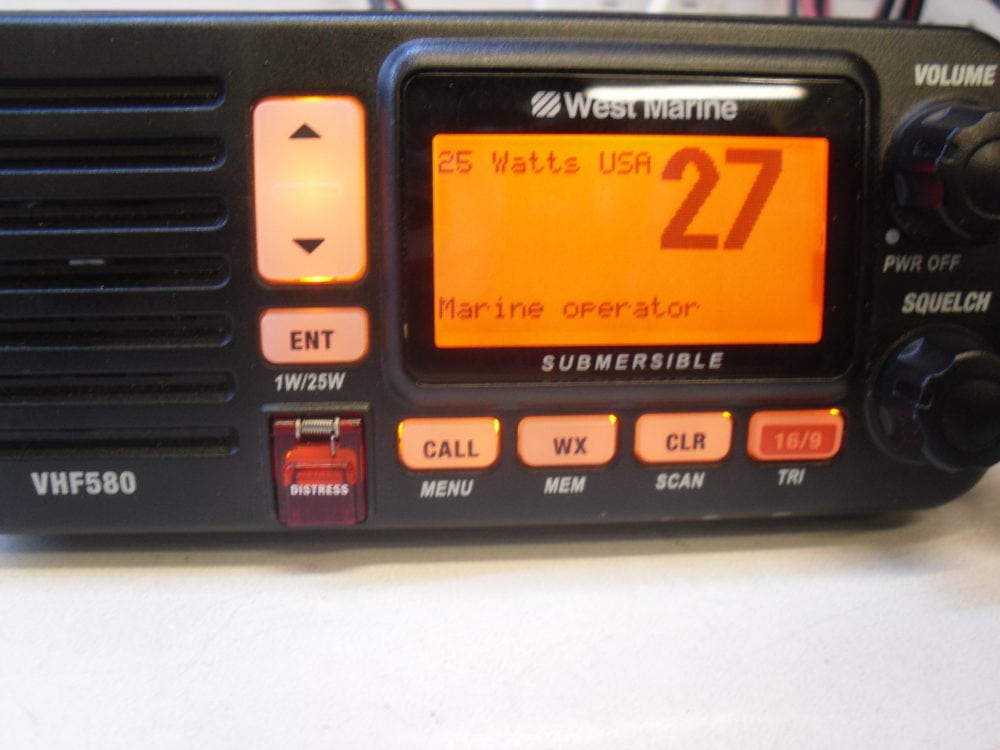 VOLUME
West Marine
25 Watts USA 27
PWR OFF
SQUELCH
Marine operator
ENT
SUBMERSIBLE
1W/25W
CALL WX CLR 16/9
VHF580 DISTRESS MENU MEM SCAN TRI